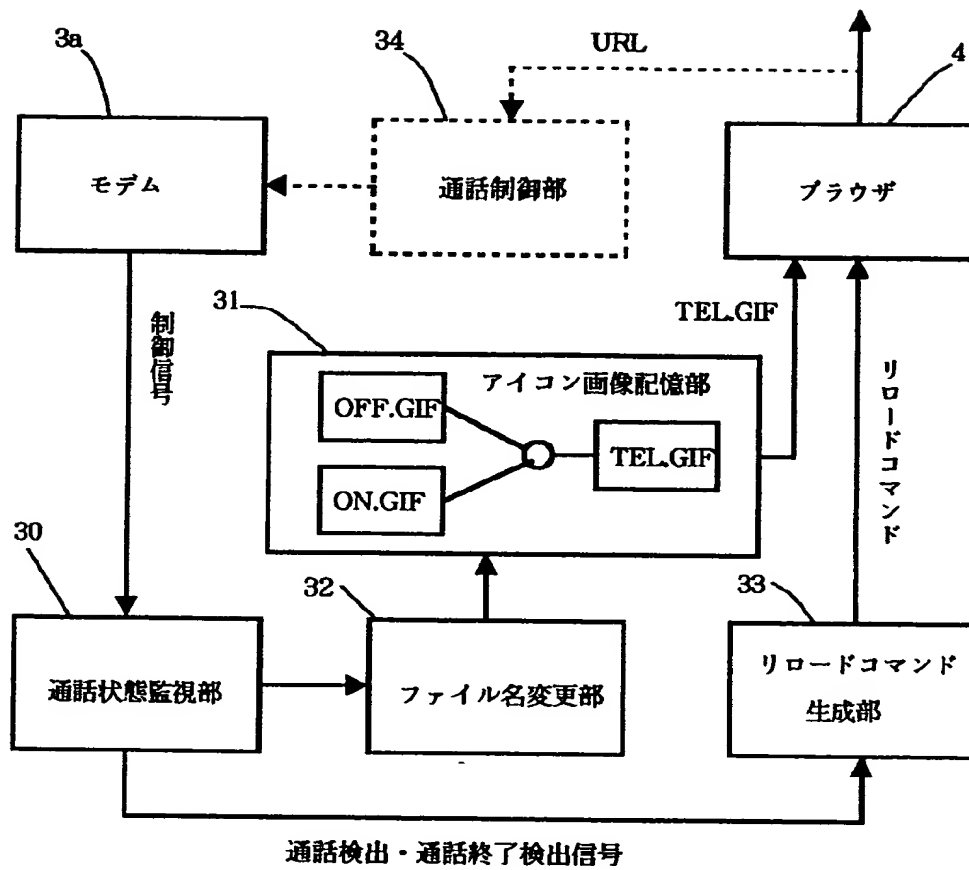 3a
34
URL
4
モデム
通話制御部
ブラウザ
制御信号
31
TEL.GIF
リロードコマンド
アイコン画像記憶部
OFF.GIF
TEL.GIF
ON.GIF
30
32
33
通話状態監視部
ファイル名変更部
リロードコマンド
生成部
通話検出・通話終了検出信号